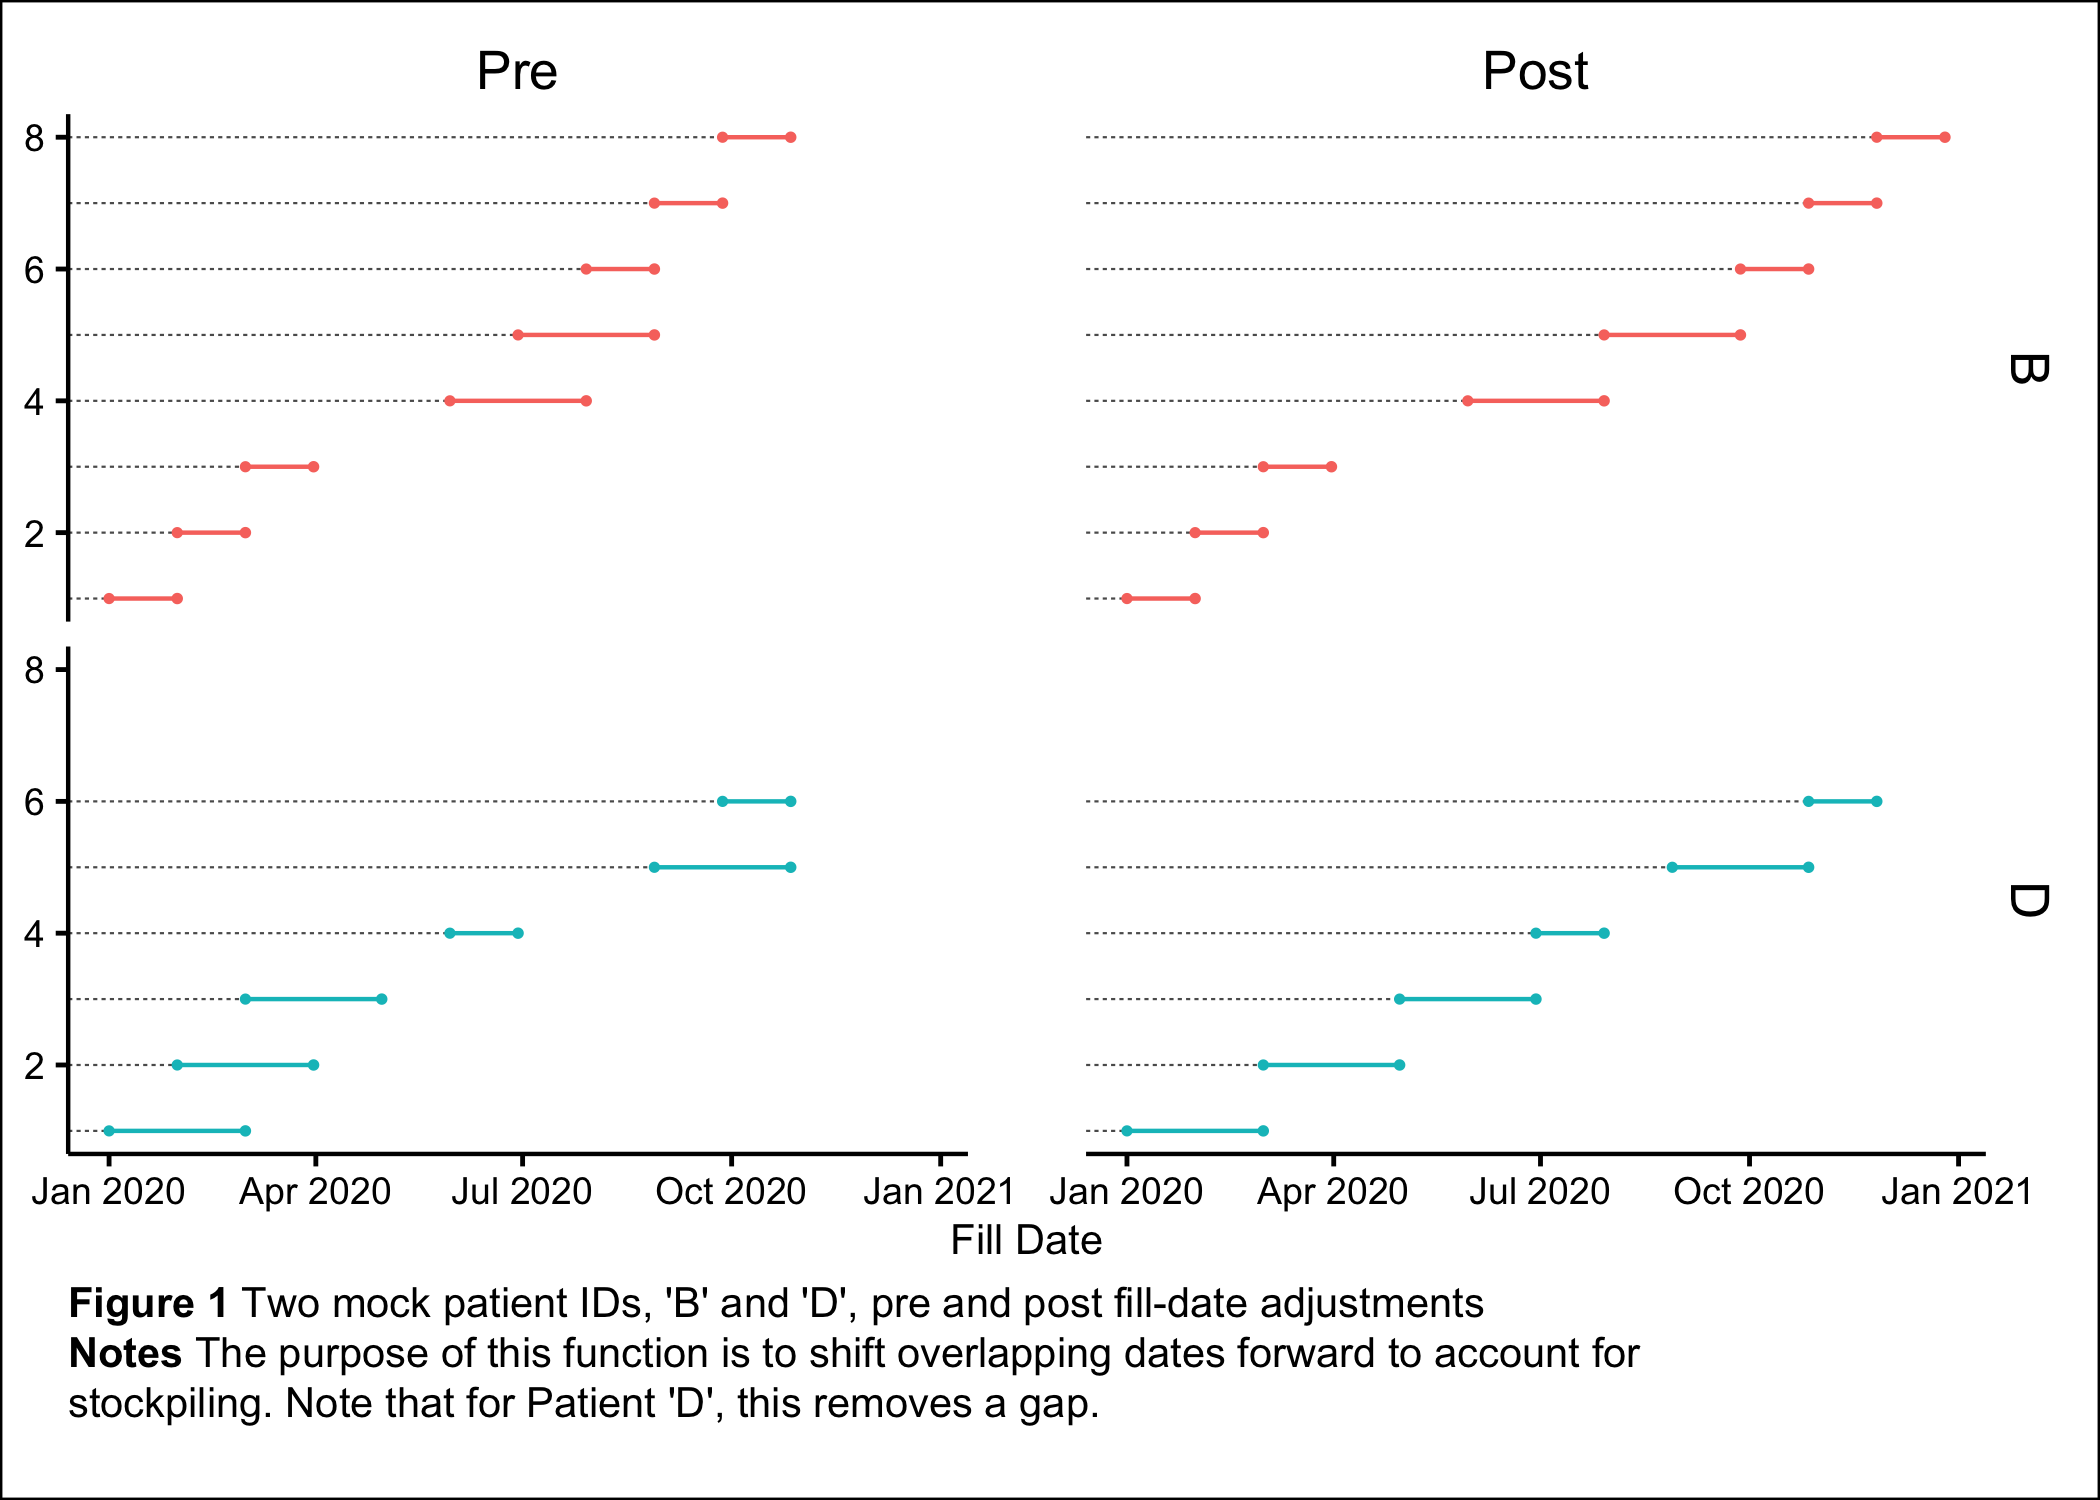 Pre
Post
8
6
4
2
B
8
6
4
2
D
Jan 2020
Apr 2020
Jul 2020
Oct 2020
Jan 2021
Jan 2020
Apr 2020
Jul 2020
Oct 2020
Jan 2021
Fill Date
Figure 1 Two mock patient IDs, 'B' and 'D', pre and post fill-date adjustments
Notes The purpose of this function is to shift overlapping dates forward to account for
stockpiling. Note that for Patient 'D', this removes a gap.